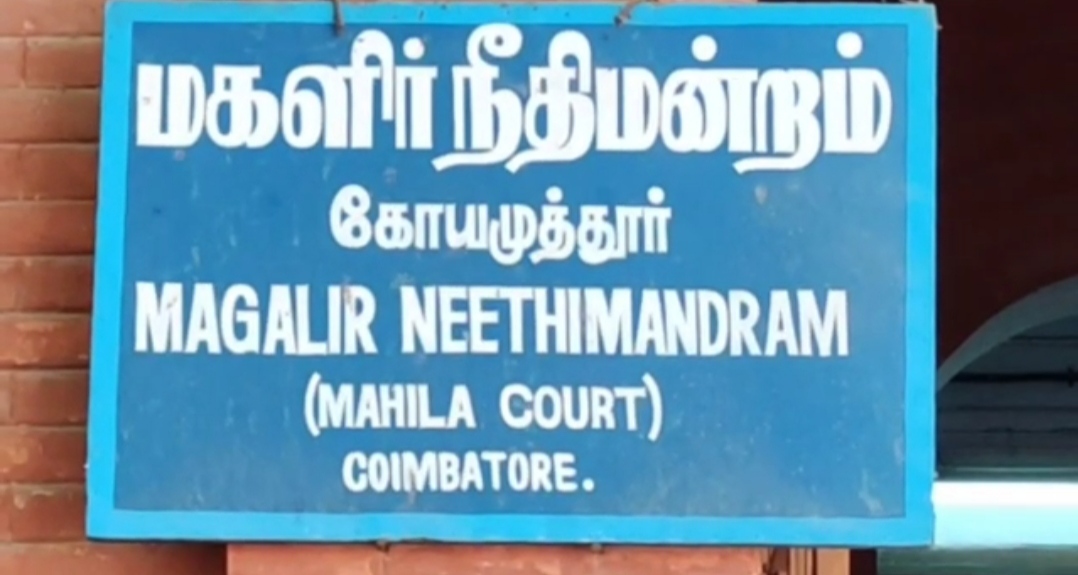 மகளிர் நீதிமன்றம்
கோயமுத்தூர்
MAGALIR NEETHIMANDRAM
(MAHILA COURT)
COIMBATORE.